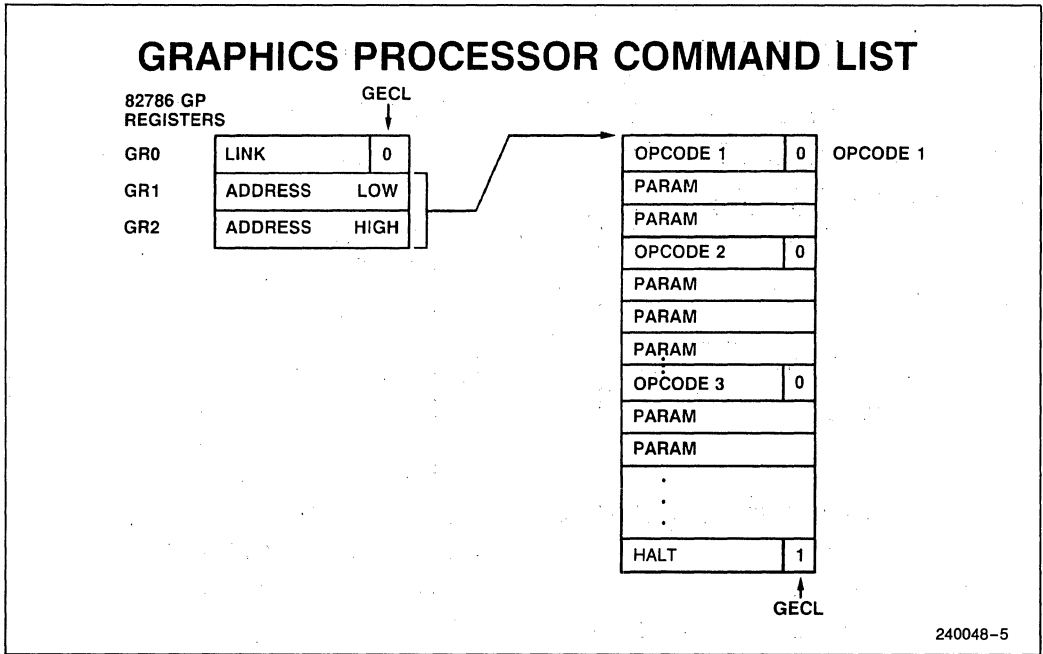 GRAPHICS PROCESSOR COMMAND LIST
82786 GP
REGISTERS
GECL
GR0 LINK 0
GR1 ADDRESS LOW
GR2 ADDRESS HIGH
OPCODE 1 0 OPCODE 1
PARAM
PARAM
OPCODE 2 0
PARAM
PARAM
PARAM
OPCODE 3 0
PARAM
PARAM
HALT 1
GECL
240048-5